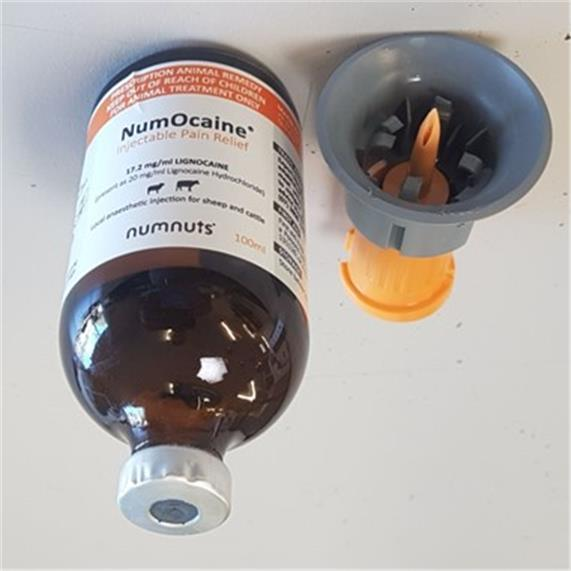 PRESCRIPTION ANIMAL REMEDY
KEEP OUT OF REACH OF CHILDREN
FOR ANIMAL TREATMENT ONLY
NumOcaine®
Injectable Pain Relief
17.2 mg/ml LIGNOCAINE
(present as 20 mg/ml Lignocaine Hydrochloride)
Local anaesthetic injection for sheep and cattle
numnuts®
100ml